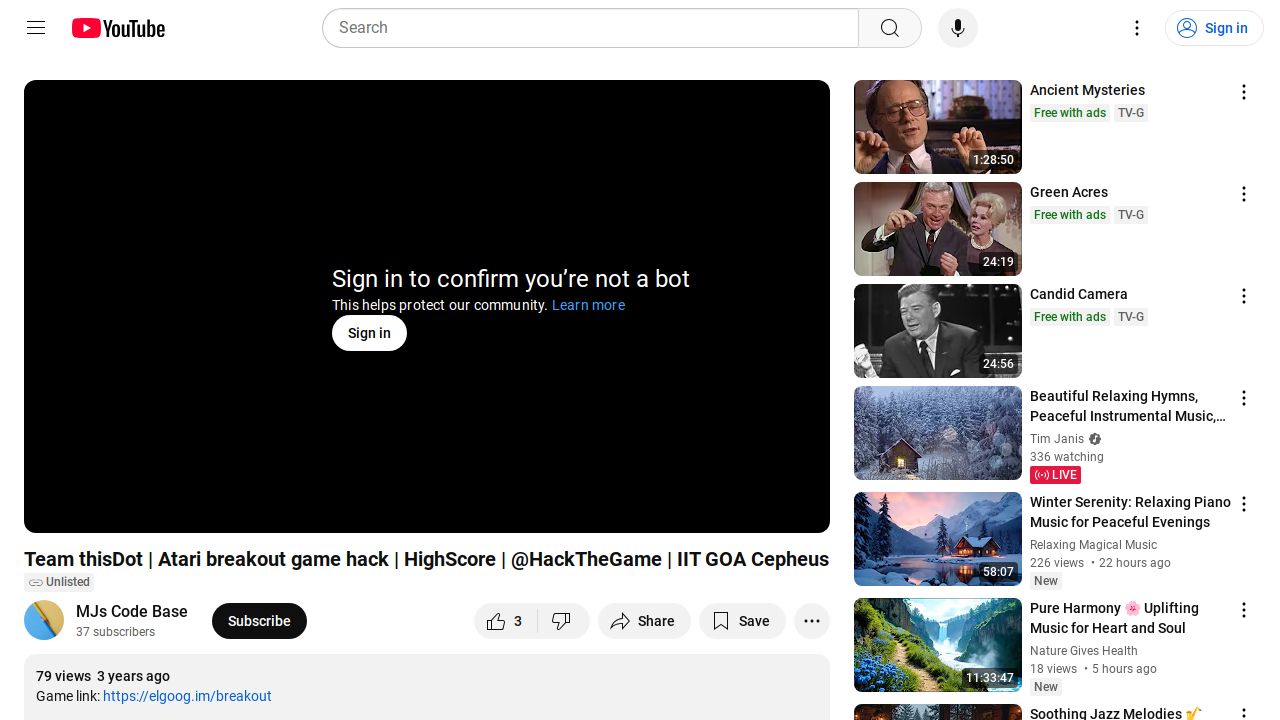 YouTube
Search
Sign in
Sign in to confirm you’re not a bot
This helps protect our community. Learn more
Sign in
Team thisDot | Atari breakout game hack | HighScore | @HackTheGame | IIT GOA Cepheus
Unlisted
MJs Code Base
37 subscribers
Subscribe
3
Share
Save
79 views 3 years ago
Game link: https://elgoog.im/breakout
1:28:50
Ancient Mysteries
Free with ads TV-G
24:19
Green Acres
Free with ads TV-G
24:56
Candid Camera
Free with ads TV-G
Beautiful Relaxing Hymns,
Peaceful Instrumental Music,...
Tim Janis
336 watching
LIVE
58:07
Winter Serenity: Relaxing Piano
Music for Peaceful Evenings
Relaxing Magical Music
226 views • 22 hours ago
New
11:33:47
Pure Harmony 🌸 Uplifting
Music for Heart and Soul
Nature Gives Health
18 views • 5 hours ago
New
Soothing Jazz Melodies 🎷